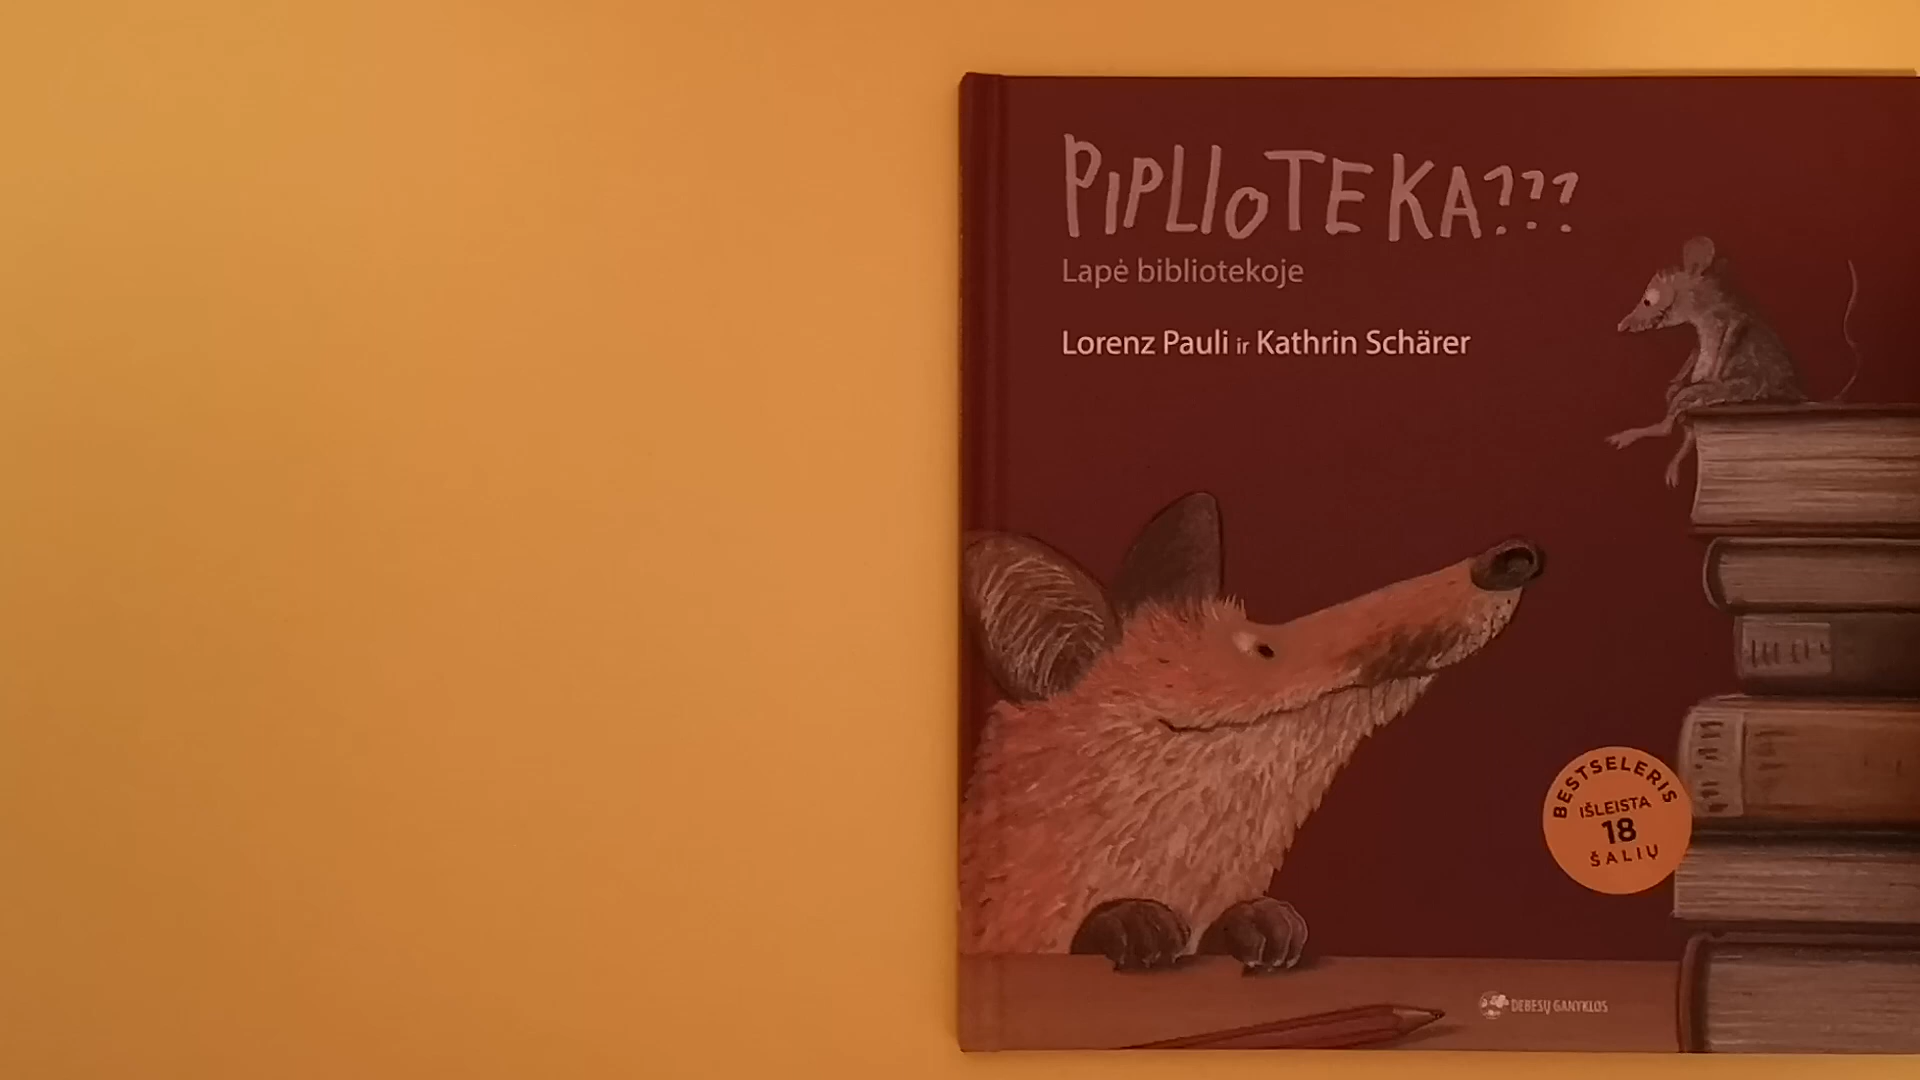 PIPLIOTEKA???
Lapė bibliotekoje
Lorenz Pauli ir Kathrin Schärer
BESTSELERIS
IŠLEISTA
18
ŠALIŲ
DEBESŲ GANYKLOS